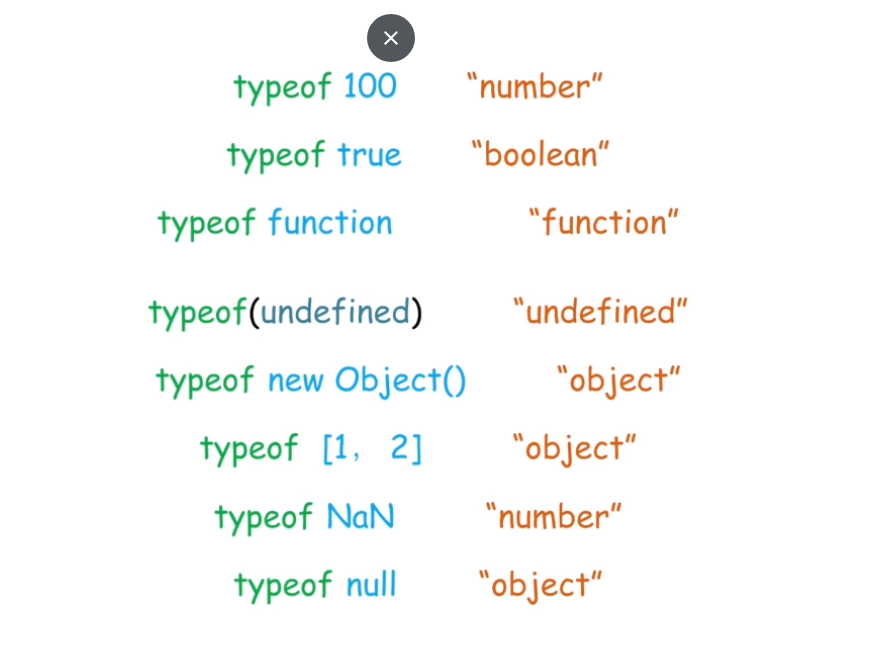 typeof 100 “number”
typeof true “boolean”
typeof function “function”
typeof(undefined) “undefined”
typeof new Object() “object”
typeof [1, 2] “object”
typeof NaN “number”
typeof null “object”